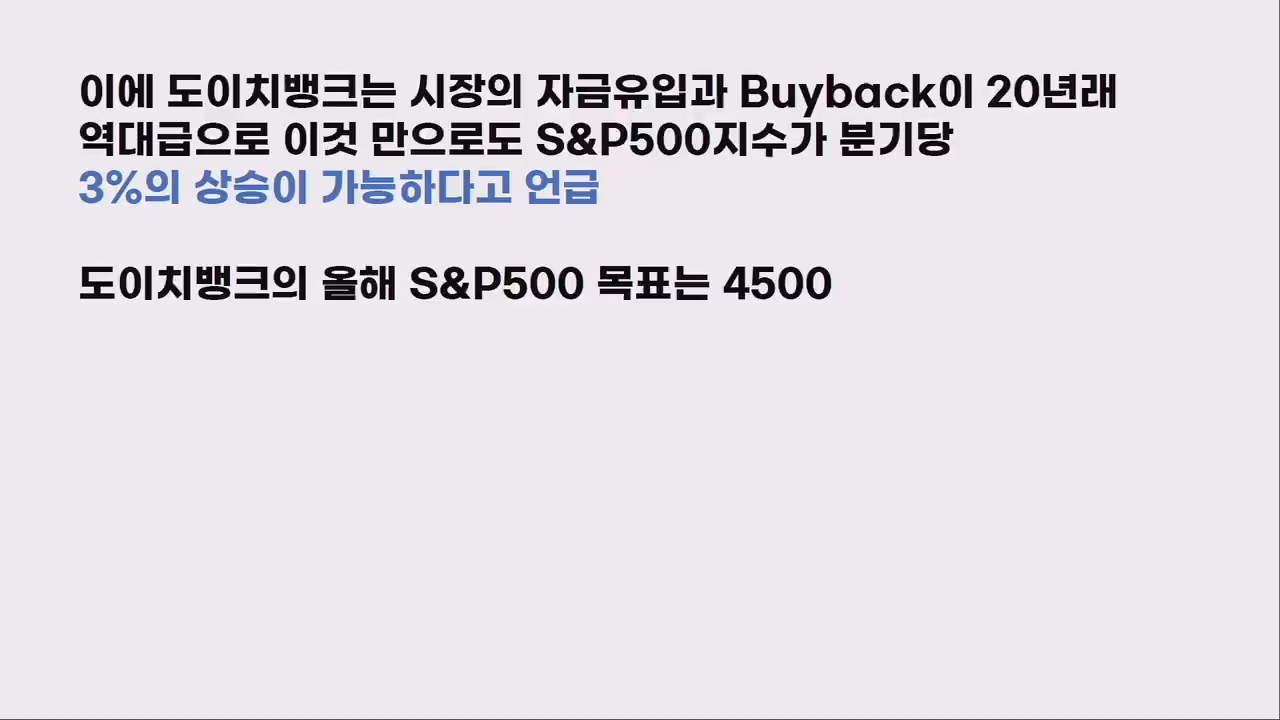 이에 도이치뱅크는 시장의 자금유입과 Buyback이 20년래
역대급으로 이것 만으로도 S&P500지수가 분기당
3%의 상승이 가능하다고 언급
도이치뱅크의 올해 S&P500 목표는 4500